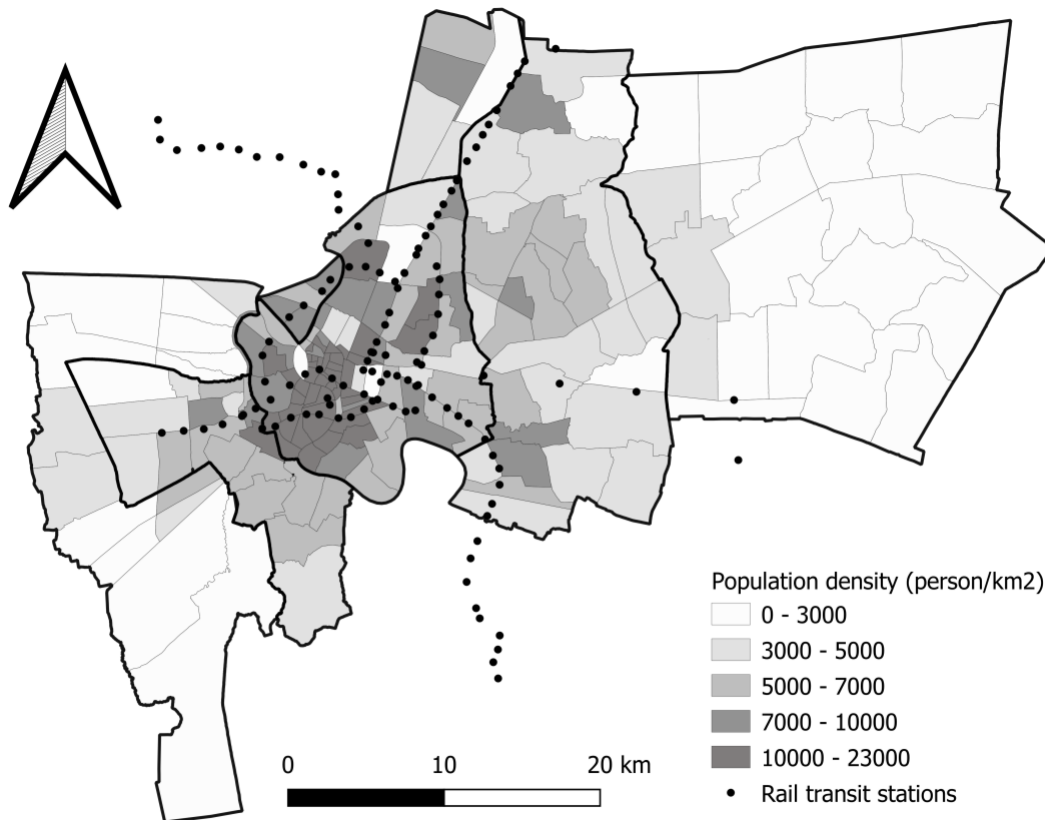 Population density (person/km2)
0 - 3000
3000 - 5000
5000 - 7000
7000 - 10000
10000 - 23000
Rail transit stations
0 10 20 km